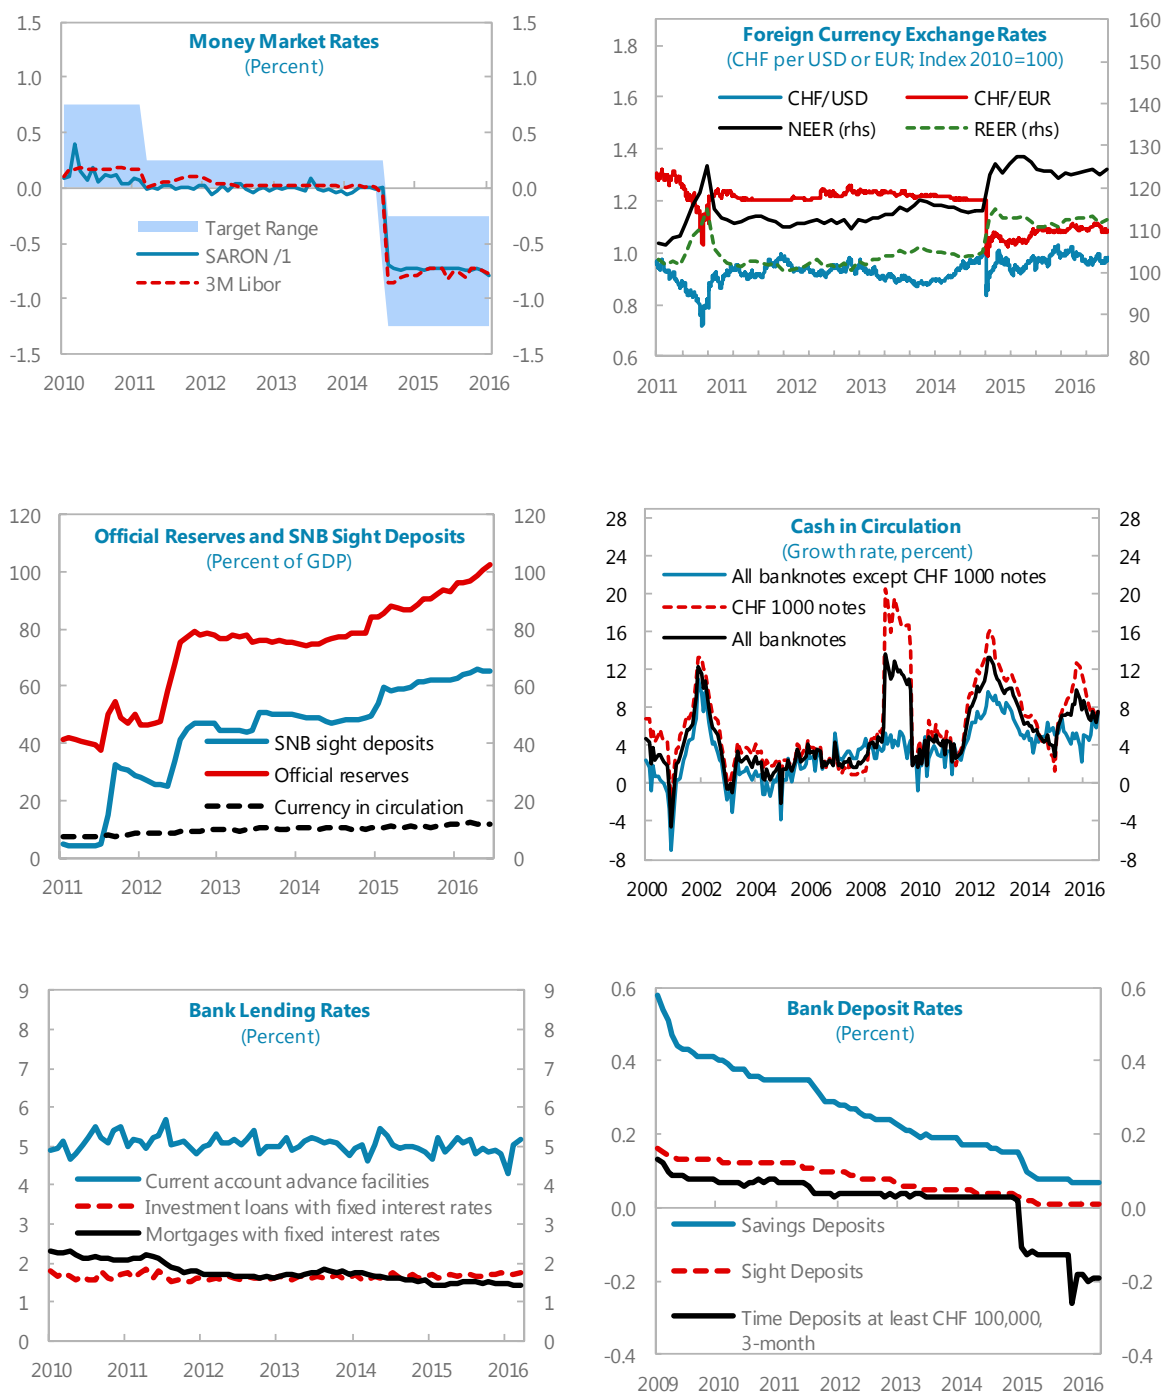 Money Market Rates
(Percent)
1.5 1.5
1.0 1.0
0.5 0.5
0.0 0.0
-0.5 -0.5
-1.0 -1.0
-1.5 -1.5
Target Range
SARON /1
3M Libor
2010 2011 2012 2013 2014 2015 2016
Foreign Currency Exchange Rates
(CHF per USD or EUR; Index 2010=100)
CHF/USD CHF/EUR
NEER (rhs) REER (rhs)
160
1.8 150
1.6 140
130
1.4
120
1.2
110
1.0 100
0.8 90
0.6 80
2011 2011 2012 2013 2014 2015 2016
Official Reserves and SNB Sight Deposits
(Percent of GDP)
120 120
100 100
80 80
60 60
40 40
20 20
0 0
SNB sight deposits
Official reserves
Currency in circulation
2011 2012 2013 2014 2015 2016
Cash in Circulation
(Growth rate, percent)
All banknotes except CHF 1000 notes
CHF 1000 notes
All banknotes
28 28
24 24
20 20
16 16
12 12
8 8
4 4
0 0
-4 -4
-8 -8
2000 2002 2004 2006 2008 2010 2012 2014 2016
Bank Lending Rates
(Percent)
9 9
8 8
7 7
6 6
5 5
4 4
3 3
2 2
1 1
0 0
Current account advance facilities
Investment loans with fixed interest rates
Mortgages with fixed interest rates
2010 2011 2012 2013 2014 2015 2016
Bank Deposit Rates
(Percent)
0.6 0.6
0.4 0.4
0.2 0.2
0.0 0.0
-0.2 -0.2
-0.4 -0.4
Savings Deposits
Sight Deposits
Time Deposits at least CHF 100,000,
3-month
2009 2010 2011 2012 2013 2014 2015 2016